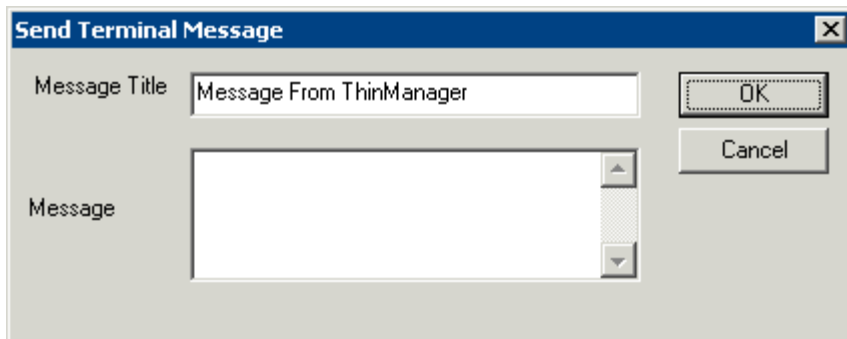 Send Terminal Message
Message Title
Message From ThinManager
OK
Cancel
Message